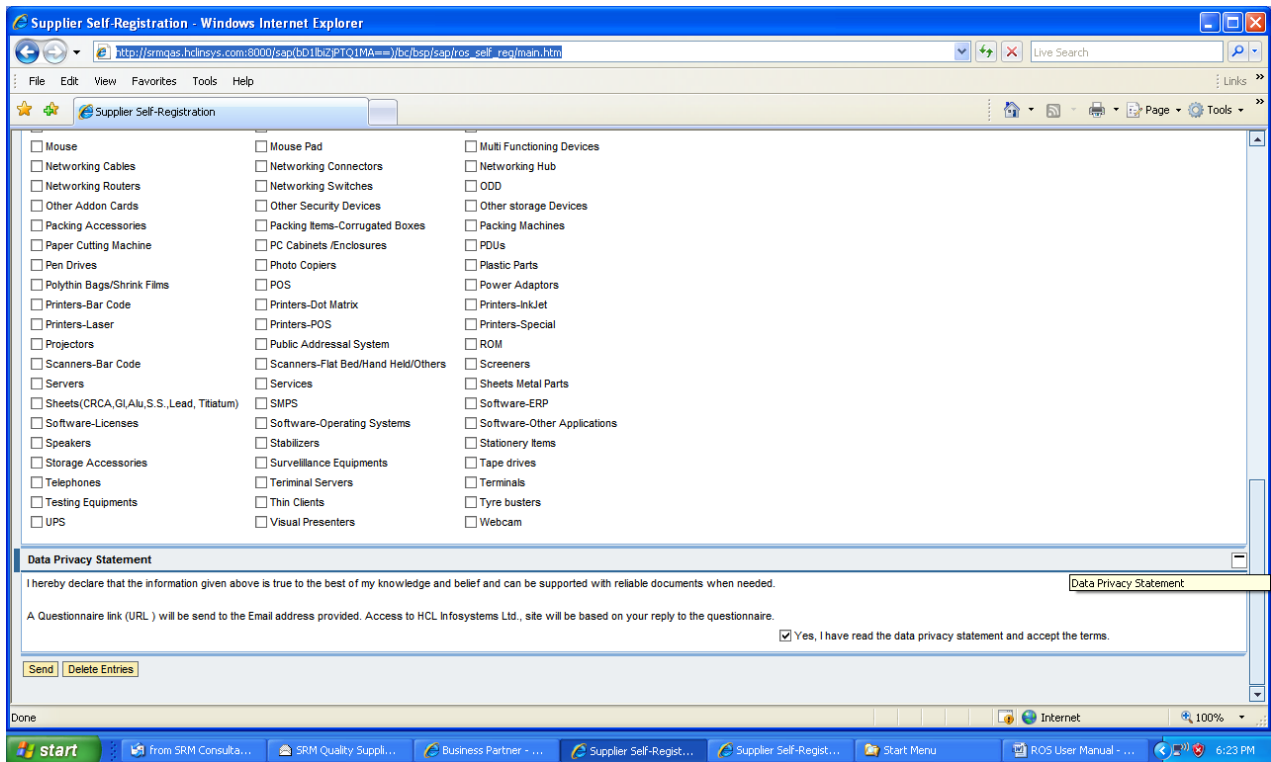 Supplier Self-Registration - Windows Internet Explorer
http://srmqas.hclinsys.com:8000/sap(bD1lbiZjPTQ1MA==)/bc/bsp/sap/ros_self_reg/main.htm
Live Search
File Edit View Favorites Tools Help
Links »
Supplier Self-Registration
Page Tools »
Mouse Mouse Pad Multi Functioning Devices
Networking Cables Networking Connectors Networking Hub
Networking Routers Networking Switches ODD
Other Addon Cards Other Security Devices Other storage Devices
Packing Accessories Packing Items-Corrugated Boxes Packing Machines
Paper Cutting Machine PC Cabinets /Enclosures PDUs
Pen Drives Photo Copiers Plastic Parts
Polythin Bags/Shrink Films POS Power Adaptors
Printers-Bar Code Printers-Dot Matrix Printers-InkJet
Printers-Laser Printers-POS Printers-Special
Projectors Public Addressal System ROM
Scanners-Bar Code Scanners-Flat Bed/Hand Held/Others Screeners
Servers Services Sheets Metal Parts
Sheets(CRCA,GI,Alu,S.S.,Lead, Titiatum) SMPS Software-ERP
Software-Licenses Software-Operating Systems Software-Other Applications
Speakers Stabilizers Stationery Items
Storage Accessories Survelillance Equipments Tape drives
Telephones Teriminal Servers Terminals
Testing Equipments Thin Clients Tyre busters
UPS Visual Presenters Webcam
Data Privacy Statement
I hereby declare that the information given above is true to the best of my knowledge and belief and can be supported with reliable documents when needed.
Data Privacy Statement
A Questionnaire link (URL ) will be send to the Email address provided. Access to HCL Infosystems Ltd., site will be based on your reply to the questionnaire.
Yes, I have read the data privacy statement and accept the terms.
Send Delete Entries
Done Internet 100%
start from SRM Consulta... SRM Quality Suppli... Business Partner - ... Supplier Self-Regist... Supplier Self-Regist... Start Menu ROS User Manual - ... 6:23 PM